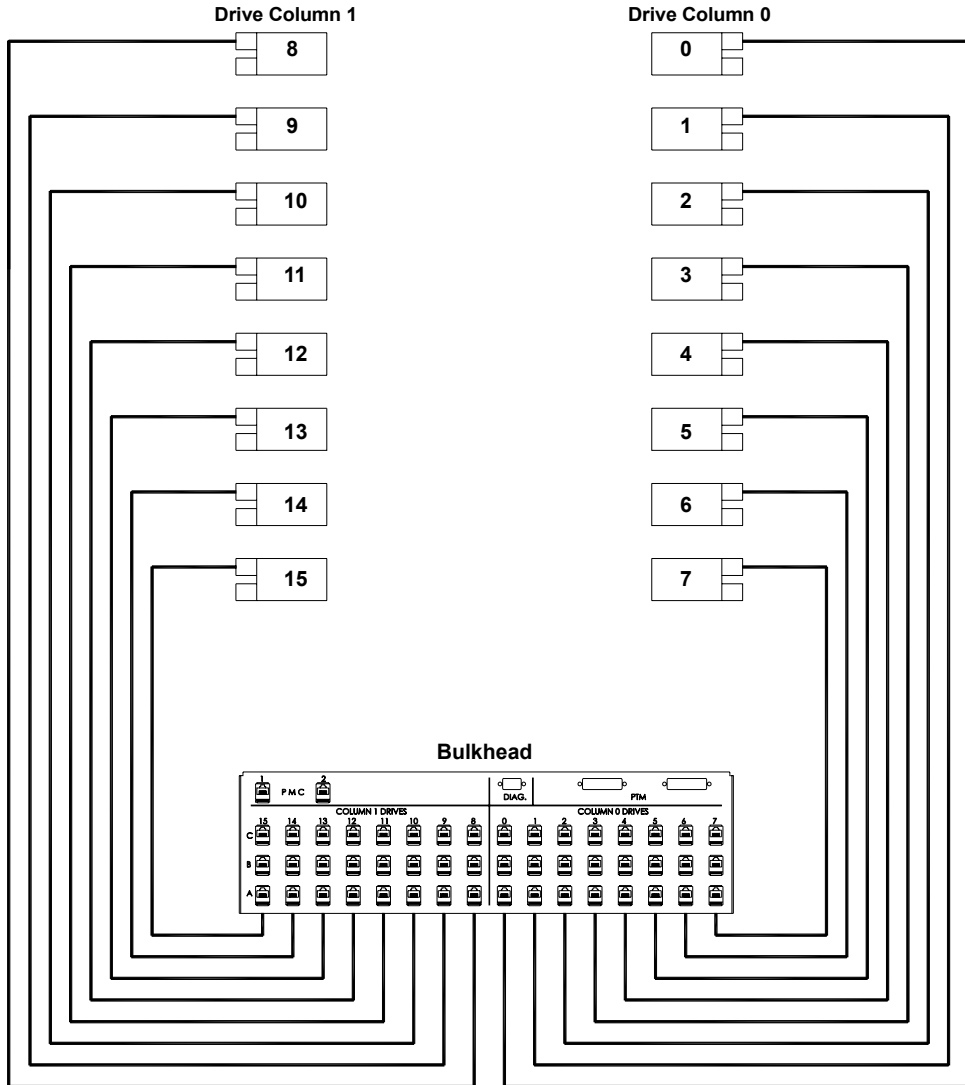 Drive Column 1 Drive Column 0
8 0
9 1
10 2
11 3
12 4
13 5
14 6
15 7
Bulkhead
1 PMC 2 DIAG. PTM
COLUMN 1 DRIVES COLUMN 0 DRIVES
15 14 13 12 11 10 9 8 0 1 2 3 4 5 6 7
C
B
A